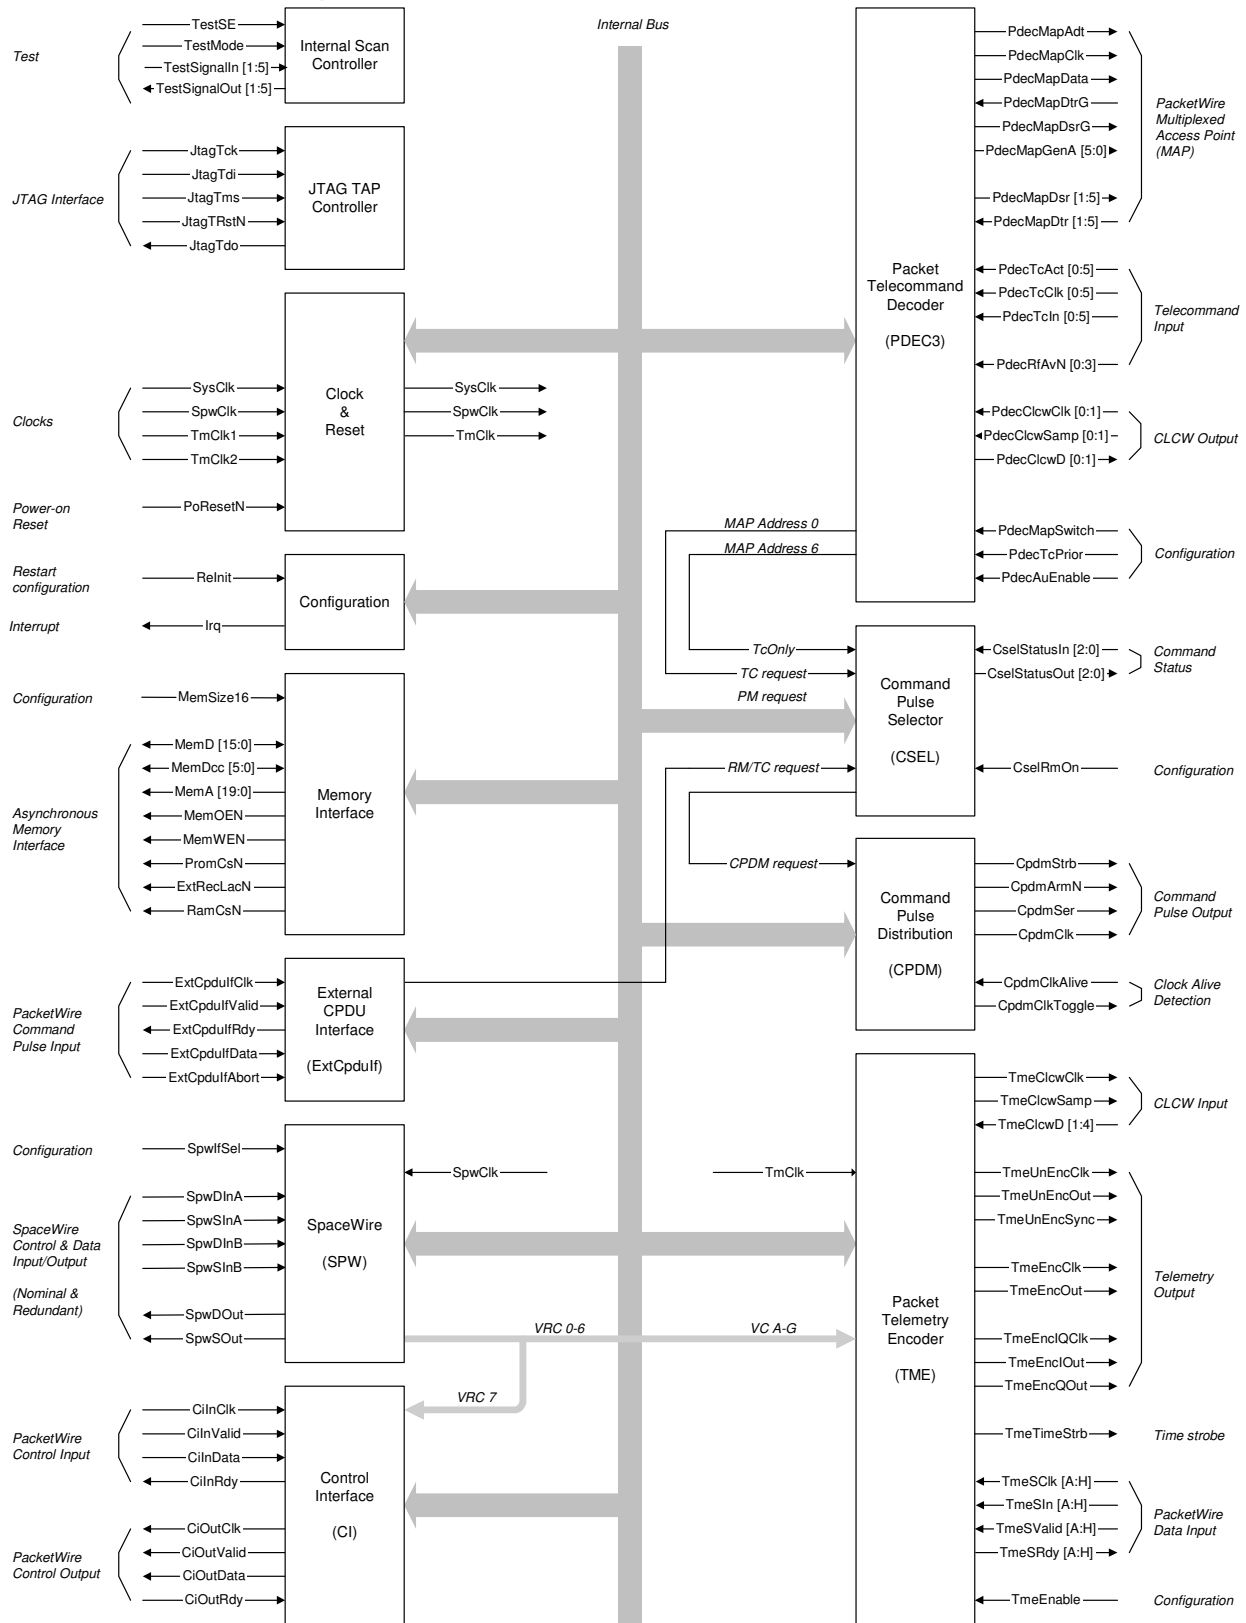 Internal Bus
Test
TestSE
TestMode
TestSignalIn [1:5]
TestSignalOut [1:5]
Internal Scan
Controller
JTAG Interface
JtagTck
JtagTdi
JtagTms
JtagTRstN
JtagTdo
JTAG TAP
Controller
Clocks
SysClk
SpwClk
TmClk1
TmClk2
Power-on
Reset
PoResetN
Clock
&
Reset
SysClk
SpwClk
TmClk
Restart
configuration
ReInit
Interrupt
Irq
Configuration
Configuration
MemSize16
Asynchronous
Memory
Interface
MemD [15:0]
MemDcc [5:0]
MemA [19:0]
MemOEN
MemWEN
PromCsN
ExtRecLacN
RamCsN
Memory
Interface
PacketWire
Command
Pulse Input
ExtCpduIfClk
ExtCpduIfValid
ExtCpduIfRdy
ExtCpduIfData
ExtCpduIfAbort
External
CPDU
Interface
(ExtCpduIf)
Configuration
SpwIfSel
SpaceWire
Control & Data
Input/Output
(Nominal &
Redundant)
SpwDInA
SpwSInA
SpwDInB
SpwSInB
SpwDOut
SpwSOut
SpaceWire
(SPW)
SpwClk
VRC 0-6
VRC 7
PacketWire
Control Input
CiInClk
CiInValid
CiInData
CiInRdy
PacketWire
Control Output
CiOutClk
CiOutValid
CiOutData
CiOutRdy
Control
Interface
(CI)
Packet
Telecommand
Decoder
(PDEC3)
PdecMapAdt
PdecMapClk
PdecMapData
PdecMapDtrG
PdecMapDsrG
PdecMapGenA [5:0]
PdecMapDsr [1:5]
PdecMapDtr [1:5]
PacketWire
Multiplexed
Access Point
(MAP)
PdecTcAct [0:5]
PdecTcClk [0:5]
PdecTcIn [0:5]
PdecRfAvN [0:3]
Telecommand
Input
PdecClcwClk [0:1]
PdecClcwSamp [0:1]
PdecClcwD [0:1]
CLCW Output
PdecMapSwitch
PdecTcPrior
PdecAuEnable
Configuration
MAP Address 0
MAP Address 6
TcOnly
TC request
PM request
RM/TC request
Command
Pulse
Selector
(CSEL)
CselStatusIn [2:0]
CselStatusOut [2:0]
Command
Status
CselRmOn
Configuration
CPDM request
Command
Pulse
Distribution
(CPDM)
CpdmStrb
CpdmArmN
CpdmSer
CpdmClk
Command
Pulse Output
CpdmClkAlive
CpdmClkToggle
Clock Alive
Detection
TmClk
VC A-G
Packet
Telemetry
Encoder
(TME)
TmeClcwClk
TmeClcwSamp
TmeClcwD [1:4]
CLCW Input
TmeUnEncClk
TmeUnEncOut
TmeUnEncSync
TmeEncClk
TmeEncOut
TmeEncIQClk
TmeEncIOut
TmeEncQOut
Telemetry
Output
TmeTimeStrb
Time strobe
TmeSClk [A:H]
TmeSIn [A:H]
TmeSValid [A:H]
TmeSRdy [A:H]
PacketWire
Data Input
TmeEnable
Configuration